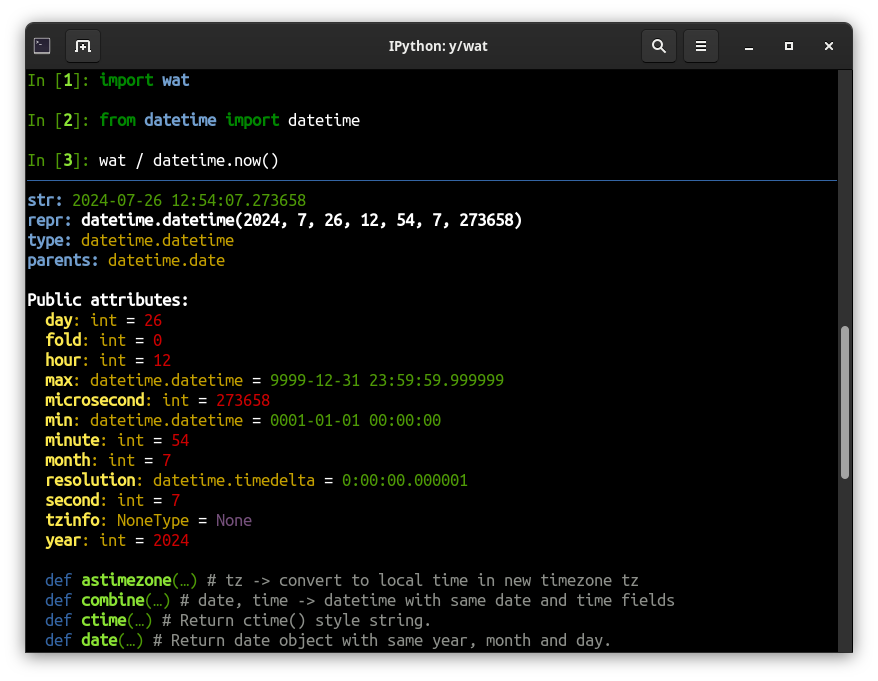 IPython: y/wat
In [1]: import wat
In [2]: from datetime import datetime
In [3]: wat / datetime.now()
str: 2024-07-26 12:54:07.273658
repr: datetime.datetime(2024, 7, 26, 12, 54, 7, 273658)
type: datetime.datetime
parents: datetime.date
Public attributes:
day: int = 26
fold: int = 0
hour: int = 12
max: datetime.datetime = 9999-12-31 23:59:59.999999
microsecond: int = 273658
min: datetime.datetime = 0001-01-01 00:00:00
minute: int = 54
month: int = 7
resolution: datetime.timedelta = 0:00:00.000001
second: int = 7
tzinfo: NoneType = None
year: int = 2024
def astimezone(…) # tz -> convert to local time in new timezone tz
def combine(…) # date, time -> datetime with same date and time fields
def ctime(…) # Return ctime() style string.
def date(…) # Return date object with same year, month and day.